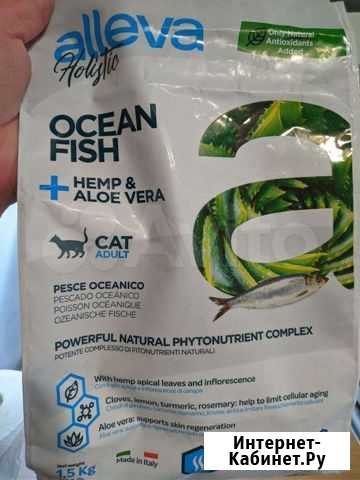 alleva
Holistic
Only Natural
Antioxidants
Added
OCEAN
FISH
+ HEMP &
ALOE VERA
CAT
ADULT
PESCE OCEANICO
PESCADO OCEÁNICO
POISSON OCÉANIQUE
OZEANISCHE FISCHE
POWERFUL NATURAL PHYTONUTRIENT COMPLEX
POTENTE COMPLESSO DI FITONUTRIENTI NATURALI
With hemp apical leaves and inflorescence
Cloves, lemon, turmeric, rosemary: help to limit cellular aging
Aloe vera: supports skin regeneration
Net weight
1.5 Kg
Made in Italy
Avito
Интернет-
Кабинет.Ру